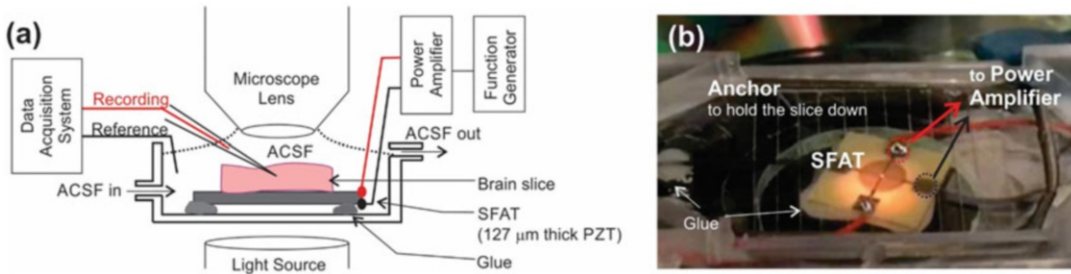 (a)
Data
Acquisition
System
Recording
Reference
Microscope
Lens
ACSF
Power
Amplifier
Function
Generator
ACSF out
ACSF in
Brain slice
SFAT
(127 μm thick PZT)
Glue
Light Source
(b)
Anchor
to hold the slice down
to Power
Amplifier
SFAT
Glue